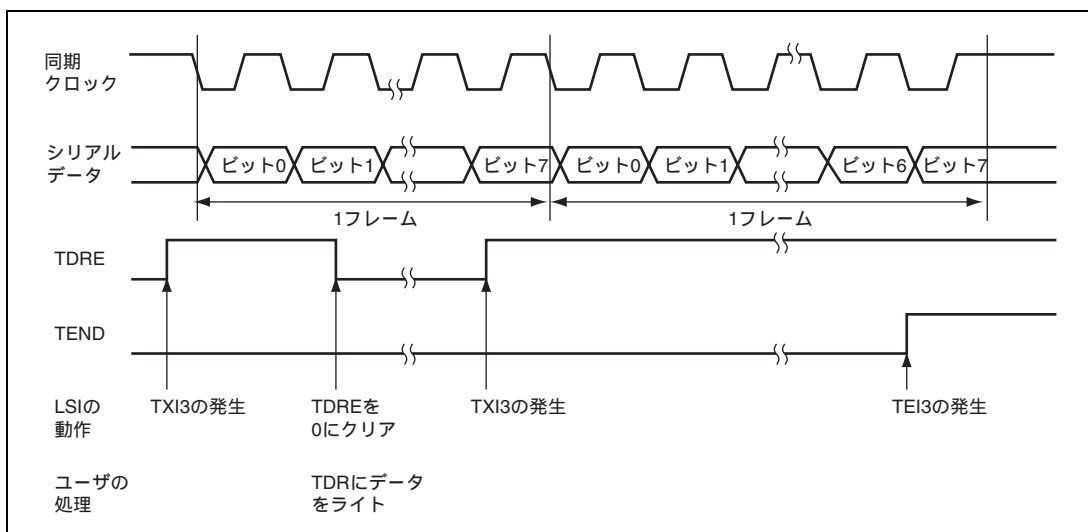 同期
クロック
シリアル
データ
ビット0 ビット1 ビット7 ビット0 ビット1 ビット6 ビット7
1フレーム 1フレーム
TDRE
TEND
LSIの
動作
TXI3の発生
TDREを
0にクリア
TXI3の発生
TEI3の発生
ユーザの
処理
TDRにデータ
をライト